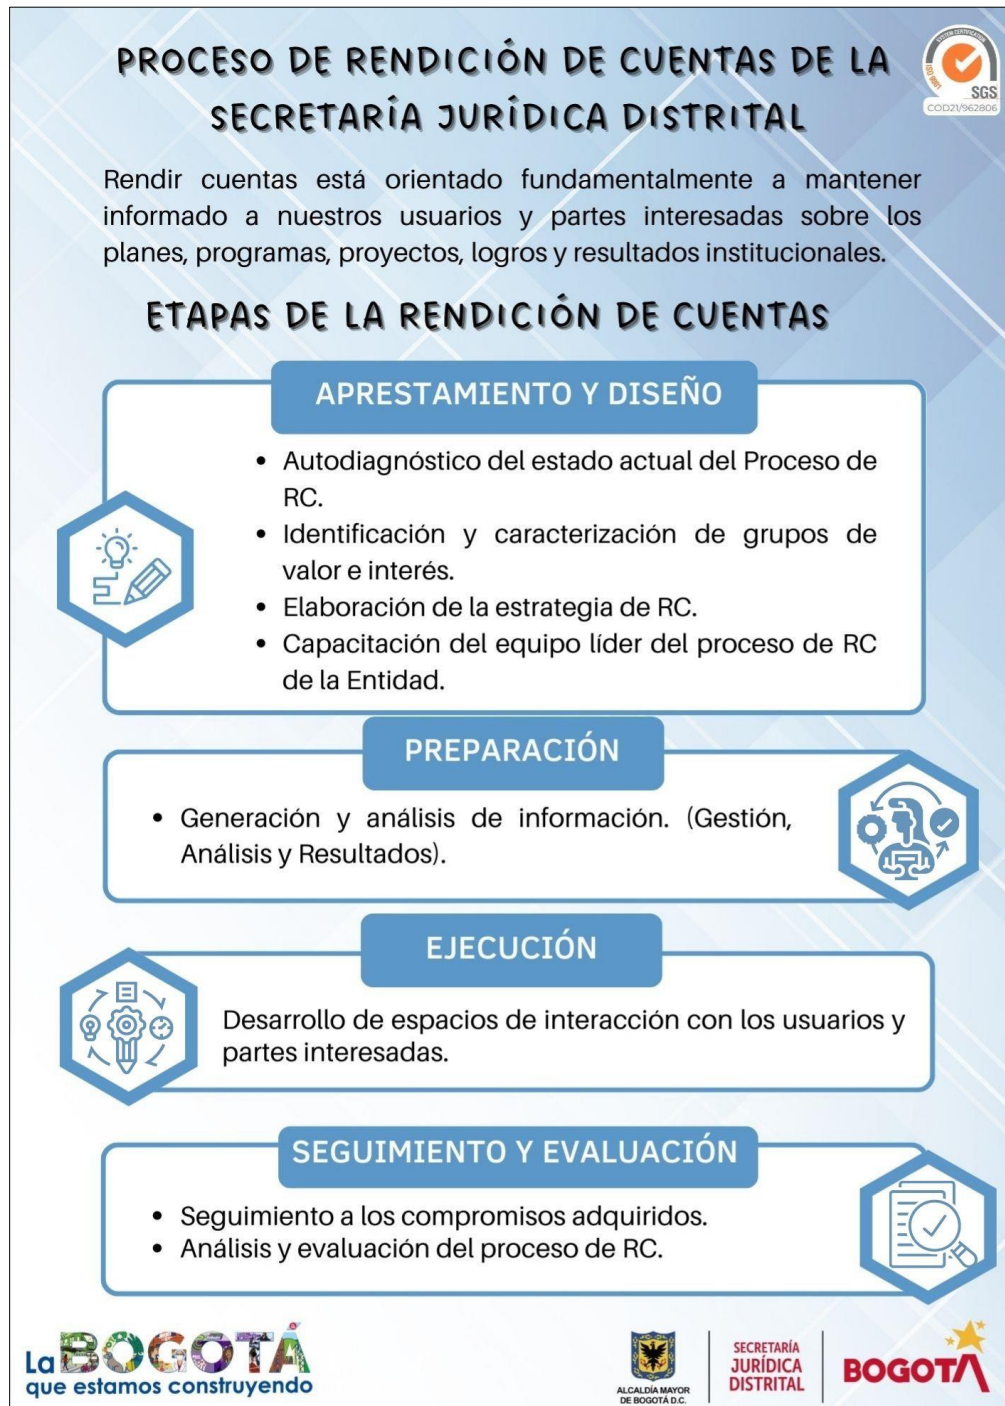 PROCESO DE RENDICIÓN DE CUENTAS DE LA
SECRETARÍA JURÍDICA DISTRITAL
SYSTEM CERTIFICATION
ISO 9001
SGS
COD21/962806
Rendir cuentas está orientado fundamentalmente a mantener
informado a nuestros usuarios y partes interesadas sobre los
planes, programas, proyectos, logros y resultados institucionales.
ETAPAS DE LA RENDICIÓN DE CUENTAS
APRESTAMIENTO Y DISEÑO
• Autodiagnóstico del estado actual del Proceso de
RC.
• Identificación y caracterización de grupos de
valor e interés.
• Elaboración de la estrategia de RC.
• Capacitación del equipo líder del proceso de RC
de la Entidad.
PREPARACIÓN
• Generación y análisis de información. (Gestión,
Análisis y Resultados).
EJECUCIÓN
Desarrollo de espacios de interacción con los usuarios y
partes interesadas.
SEGUIMIENTO Y EVALUACIÓN
• Seguimiento a los compromisos adquiridos.
• Análisis y evaluación del proceso de RC.
La BOGOTÁ
que estamos construyendo
ALCALDÍA MAYOR
DE BOGOTÁ D.C.
SECRETARÍA
JURÍDICA
DISTRITAL
BOGOTÁ